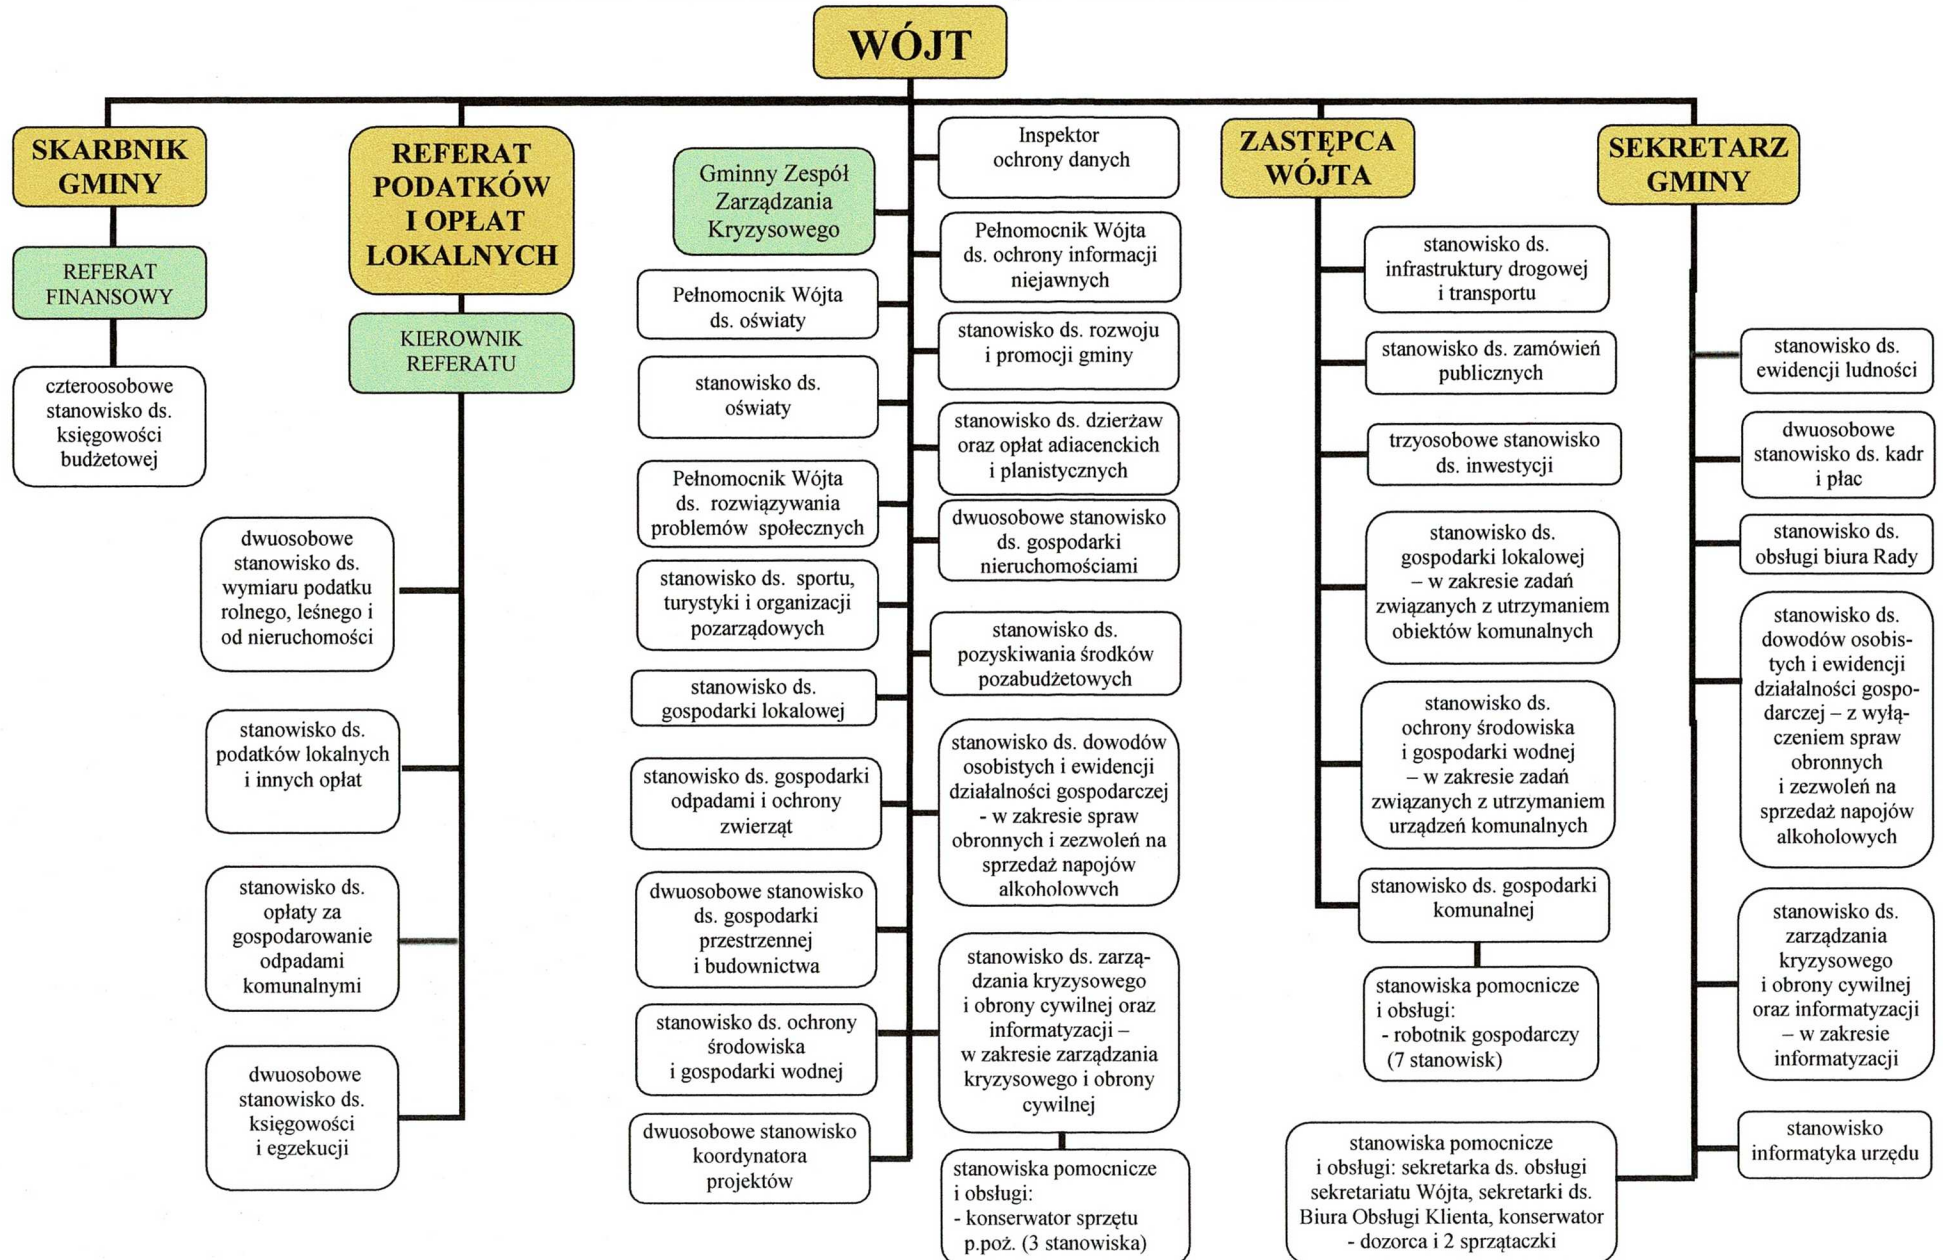 WÓJT
SKARBNIK
GMINY
REFERAT
FINANSOWY
czteroosobowe
stanowisko ds.
księgowości
budżetowej
REFERAT
PODATKÓW
I OPŁAT
LOKALNYCH
KIEROWNIK
REFERATU
dwuosobowe
stanowisko ds.
wymiaru podatku
rolnego, leśnego i
od nieruchomości
stanowisko ds.
podatków lokalnych
i innych opłat
stanowisko ds.
opłaty za
gospodarowanie
odpadami
komunalnymi
dwuosobowe
stanowisko ds.
księgowości
i egzekucji
Gminny Zespół
Zarządzania
Kryzysowego
Pełnomocnik Wójta
ds. oświaty
stanowisko ds.
oświaty
Pełnomocnik Wójta
ds. rozwiązywania
problemów społecznych
stanowisko ds. sportu,
turystyki i organizacji
pozarządowych
stanowisko ds.
gospodarki lokalowej
stanowisko ds. gospodarki
odpadami i ochrony
zwierząt
dwuosobowe stanowisko
ds. gospodarki
przestrzennej
i budownictwa
stanowisko ds. ochrony
środowiska
i gospodarki wodnej
dwuosobowe stanowisko
koordynatora
projektów
Inspektor
ochrony danych
Pełnomocnik Wójta
ds. ochrony informacji
niejawnych
stanowisko ds. rozwoju
i promocji gminy
stanowisko ds. dzierżaw
oraz opłat adiacenckich
i planistycznych
dwuosobowe stanowisko
ds. gospodarki
nieruchomościami
stanowisko ds.
pozyskiwania środków
pozabudżetowych
stanowisko ds. dowodów
osobistych i ewidencji
działalności gospodarczej
- w zakresie spraw
obronnych i zezwoleń na
sprzedaż napojów
alkoholowych
stanowisko ds. zarzą-
dzania kryzysowego
i obrony cywilnej oraz
informatyzacji –
w zakresie zarządzania
kryzysowego i obrony
cywilnej
stanowiska pomocnicze
i obsługi:
- konserwator sprzętu
p.poż. (3 stanowiska)
ZASTĘPCA
WÓJTA
stanowisko ds.
infrastruktury drogowej
i transportu
stanowisko ds. zamówień
publicznych
trzyosobowe stanowisko
ds. inwestycji
stanowisko ds.
gospodarki lokalowej
– w zakresie zadań
związanych z utrzymaniem
obiektów komunalnych
stanowisko ds.
ochrony środowiska
i gospodarki wodnej
– w zakresie zadań
związanych z utrzymaniem
urządzeń komunalnych
stanowisko ds. gospodarki
komunalnej
stanowiska pomocnicze
i obsługi:
- robotnik gospodarczy
(7 stanowisk)
SEKRETARZ
GMINY
stanowisko ds.
ewidencji ludności
dwuosobowe
stanowisko ds. kadr
i płac
stanowisko ds.
obsługi biura Rady
stanowisko ds.
dowodów osobis-
tych i ewidencji
działalności gospo-
darczej – z wyłą-
czeniem spraw
obronnych
i zezwoleń na
sprzedaż napojów
alkoholowych
stanowisko ds.
zarządzania
kryzysowego
i obrony cywilnej
oraz informatyzacji
– w zakresie
informatyzacji
stanowisko
informatyka urzędu
stanowiska pomocnicze
i obsługi: sekretarka ds. obsługi
sekretariatu Wójta, sekretarki ds.
Biura Obsługi Klienta, konserwator
- dozorca i 2 sprzątaczki